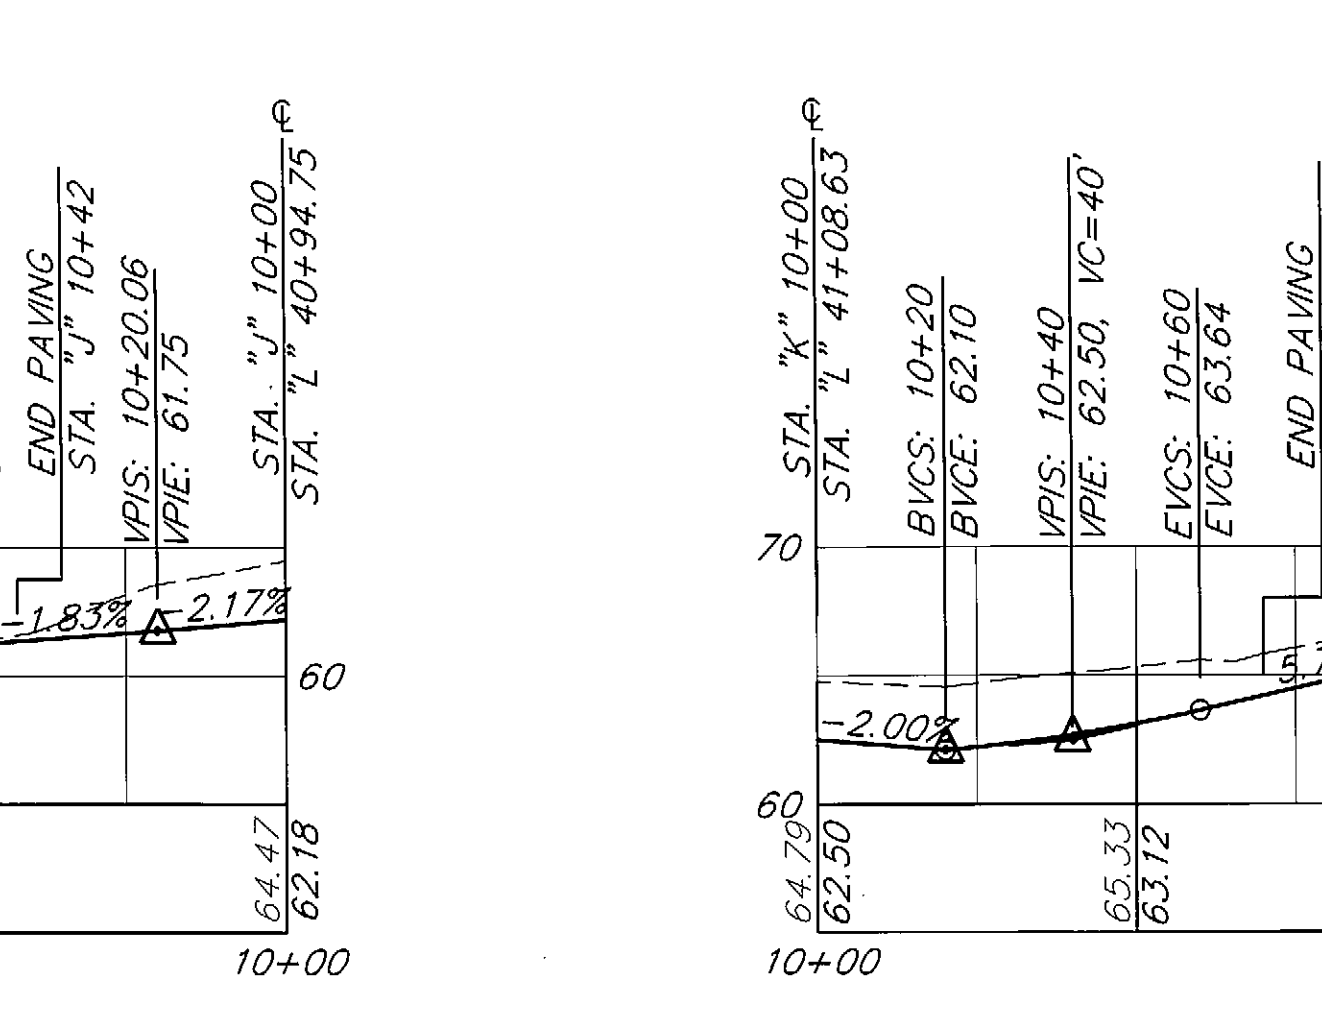 END PAVING
STA. "J" 10+42
VPIS: 10+20.06
VPIE: 61.75
℄
STA. "J" 10+00
STA. "L" 40+94.75
-1.83%
-2.17%
60
64.47
62.18
10+00
℄
STA. "K" 10+00
STA. "L" 41+08.63
BVCS: 10+20
BVCE: 62.10
VPIS: 10+40
VPIE: 62.50, VC=40'
EVCS: 10+60
EVCE: 63.64
END PAVING
70
-2.00%
60
64.79
62.50
65.33
63.12
10+00